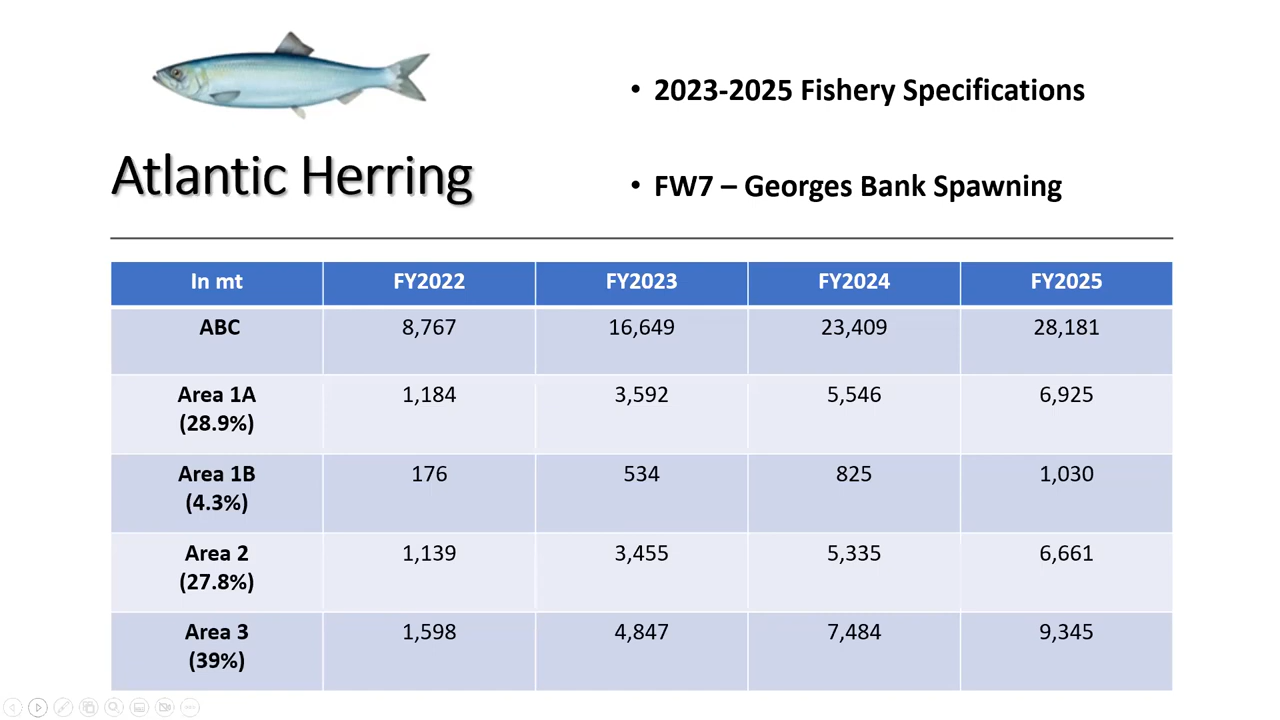 Atlantic Herring
• 2023-2025 Fishery Specifications
• FW7 – Georges Bank Spawning
In mt FY2022 FY2023 FY2024 FY2025
ABC 8,767 16,649 23,409 28,181
Area 1A 1,184 3,592 5,546 6,925
(28.9%)
Area 1B 176 534 825 1,030
(4.3%)
Area 2 1,139 3,455 5,335 6,661
(27.8%)
Area 3 1,598 4,847 7,484 9,345
(39%)